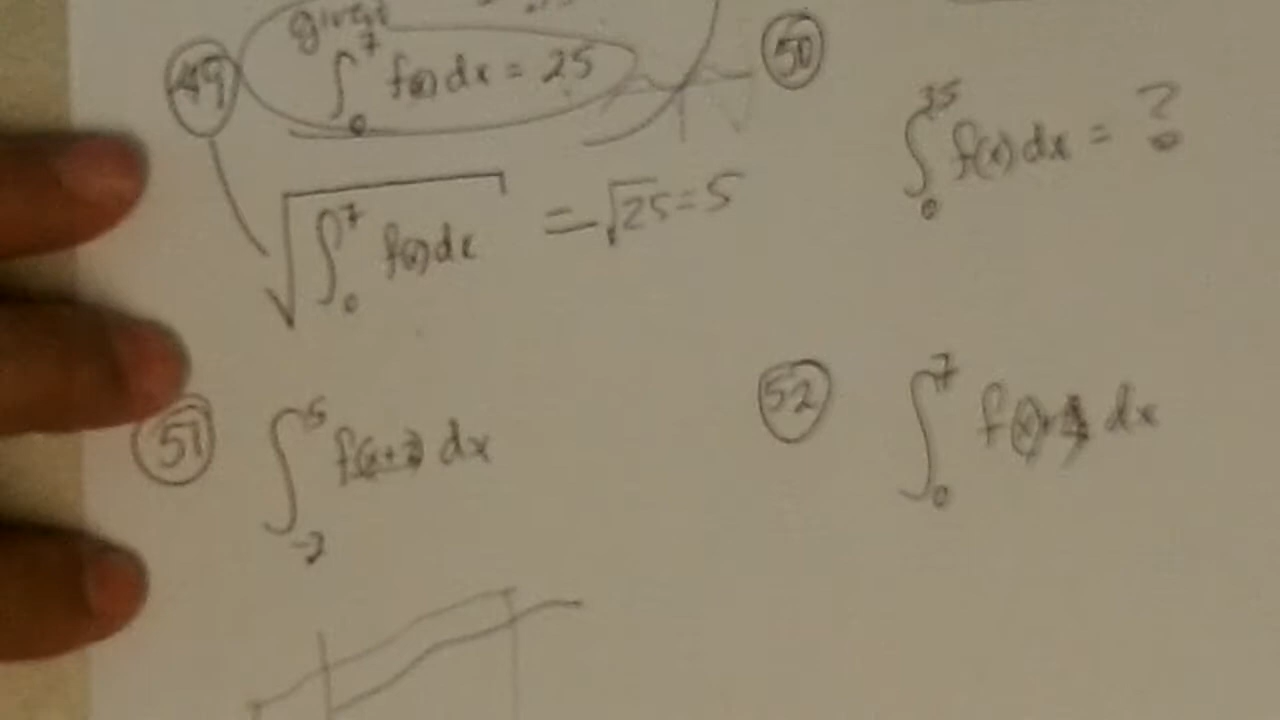 given
49 ∫₀⁷ f(x) dx = 25
√∫₀⁷ f(x) dx = √25 = 5
50
∫₀³⁵ f(x) dx = ?
51 ∫₋₂⁵ f(x+2) dx
52 ∫₀⁷ dx